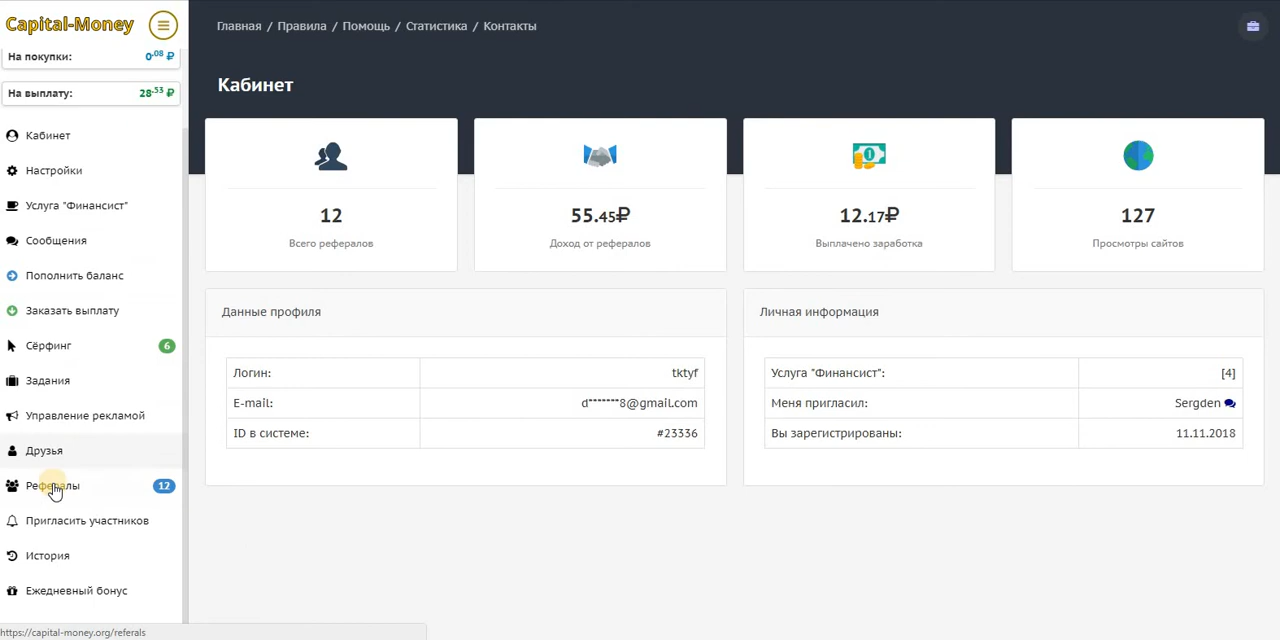 Capital-Money
На покупки: 0.08 ₽
На выплату: 28.53 ₽
Кабинет
Настройки
Услуга "Финансист"
Сообщения
Пополнить баланс
Заказать выплату
Сёрфинг 6
Задания
Управление рекламой
Друзья
Рефералы 12
Пригласить участников
История
Ежедневный бонус
https://capital-money.org/referals
Главная / Правила / Помощь / Статистика / Контакты
Кабинет
12
Всего рефералов
55.45₽
Доход от рефералов
12.17₽
Выплачено заработка
127
Просмотры сайтов
Данные профиля
Логин: tktyf
E-mail: d*******8@gmail.com
ID в системе: #23336
Личная информация
Услуга "Финансист": [4]
Меня пригласил: Sergden
Вы зарегистрированы: 11.11.2018